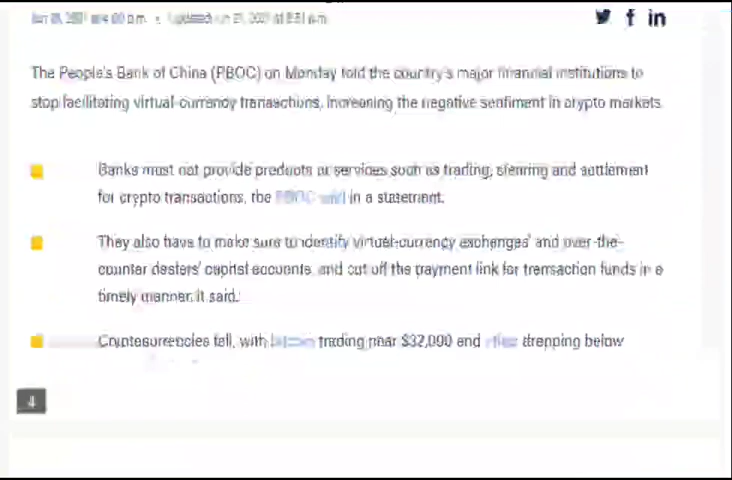 The People's Bank of China (PBOC) on Monday told the country's major financial institutions to
stop facilitating virtual-currency transactions, increasing the negative sentiment in crypto markets.
Banks must not provide products or services such as trading, clearing and settlement
for crypto transactions, the PBOC said in a statement.
They also have to make sure to identify virtual-currency exchanges' and over-the-
counter dealers' capital accounts, and cut off the payment link for transaction funds in a
timely manner, it said.
Cryptocurrencies fell, with bitcoin trading near $32,000 and ether dropping below
4